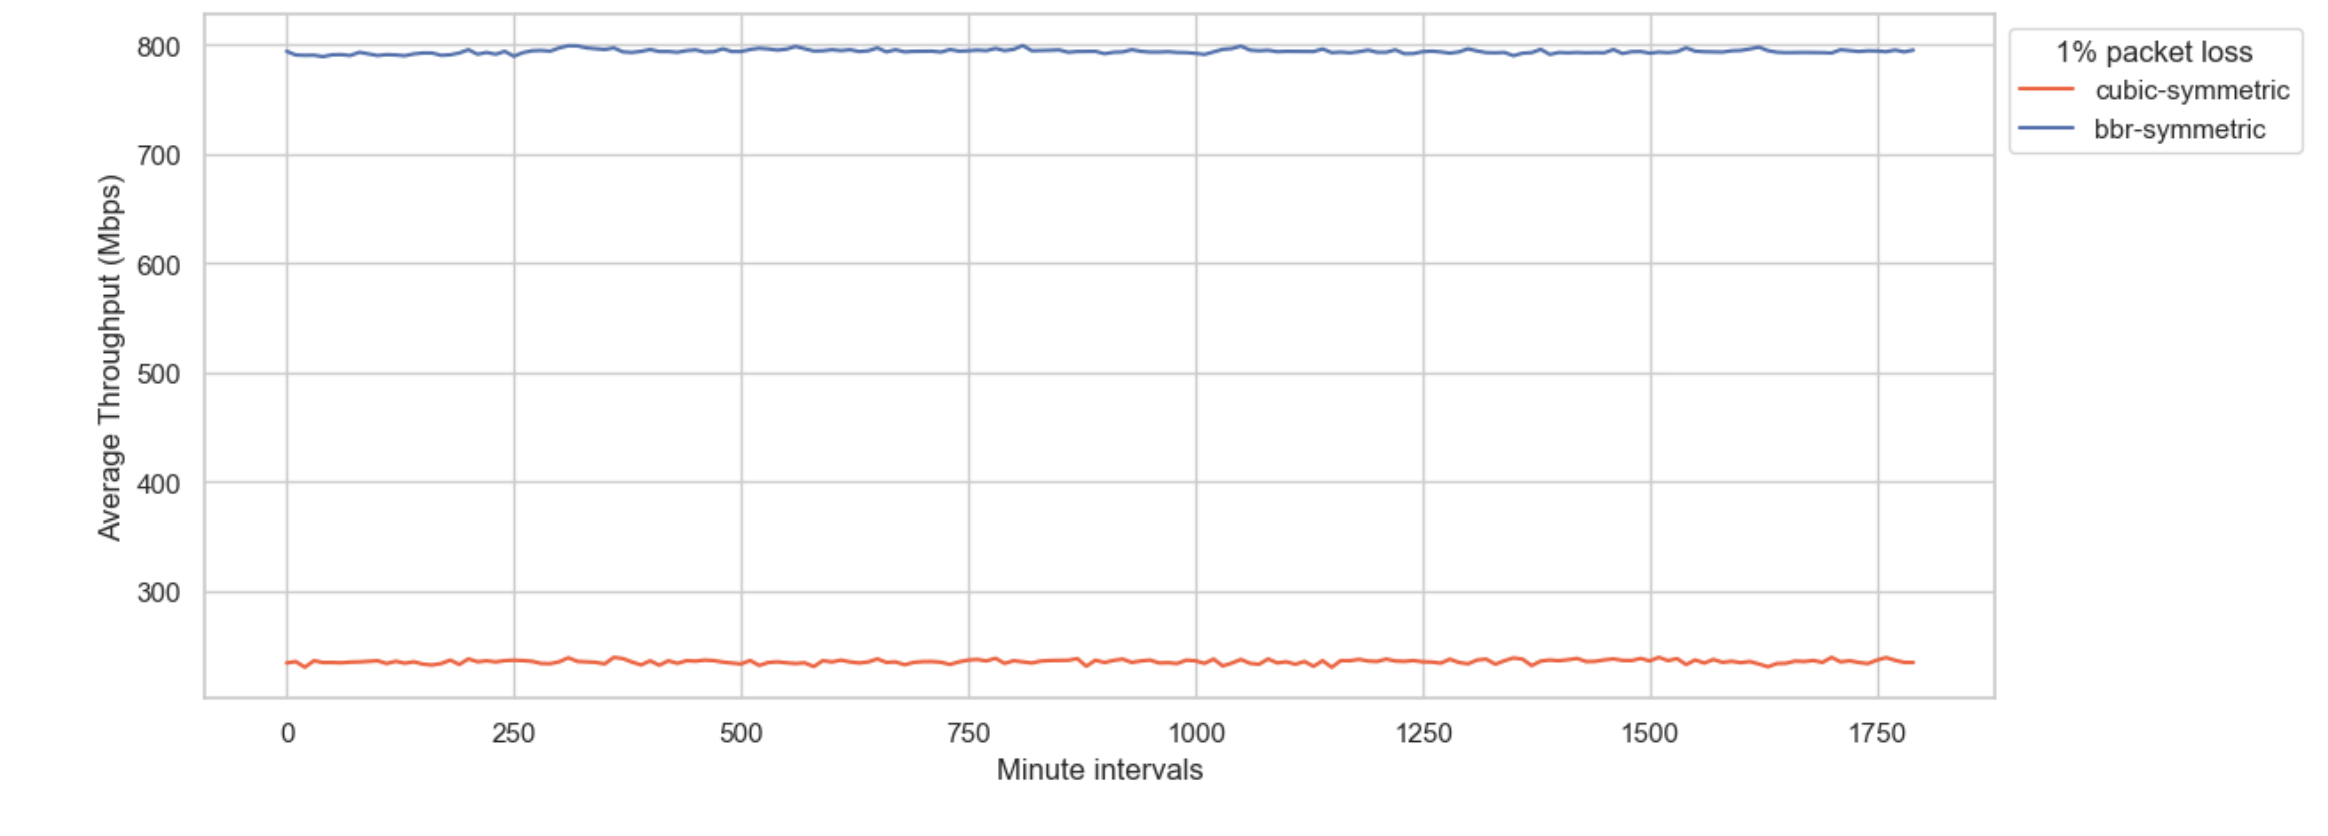 800
700
600
500
400
300
Average Throughput (Mbps)
0 250 500 750 1000 1250 1500 1750
Minute intervals
1% packet loss
cubic-symmetric
bbr-symmetric